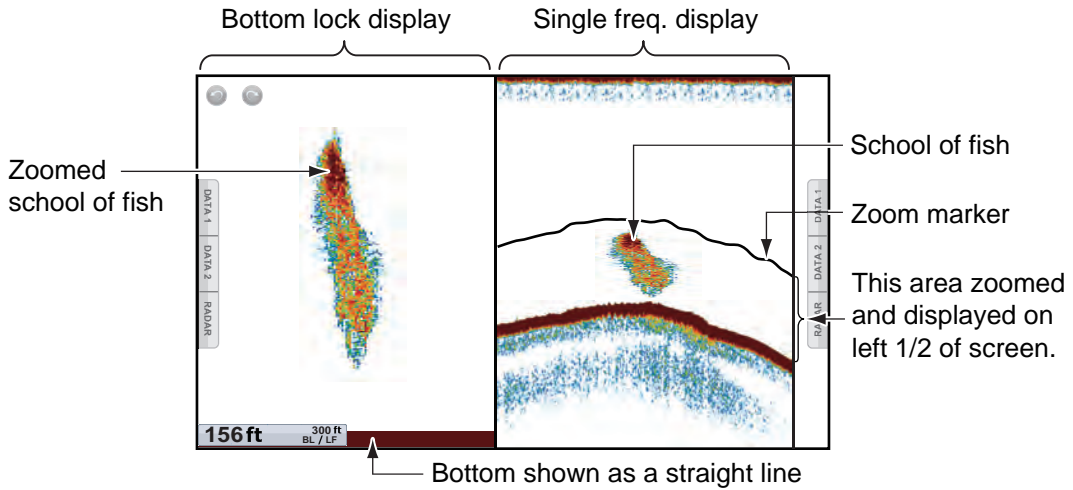 Bottom lock display
Single freq. display
Zoomed
school of fish
School of fish
Zoom marker
This area zoomed
and displayed on
left 1/2 of screen.
DATA 1
DATA 2
RADAR
DATA 1
DATA 2
RADAR
156 ft
300 ft
BL / LF
Bottom shown as a straight line